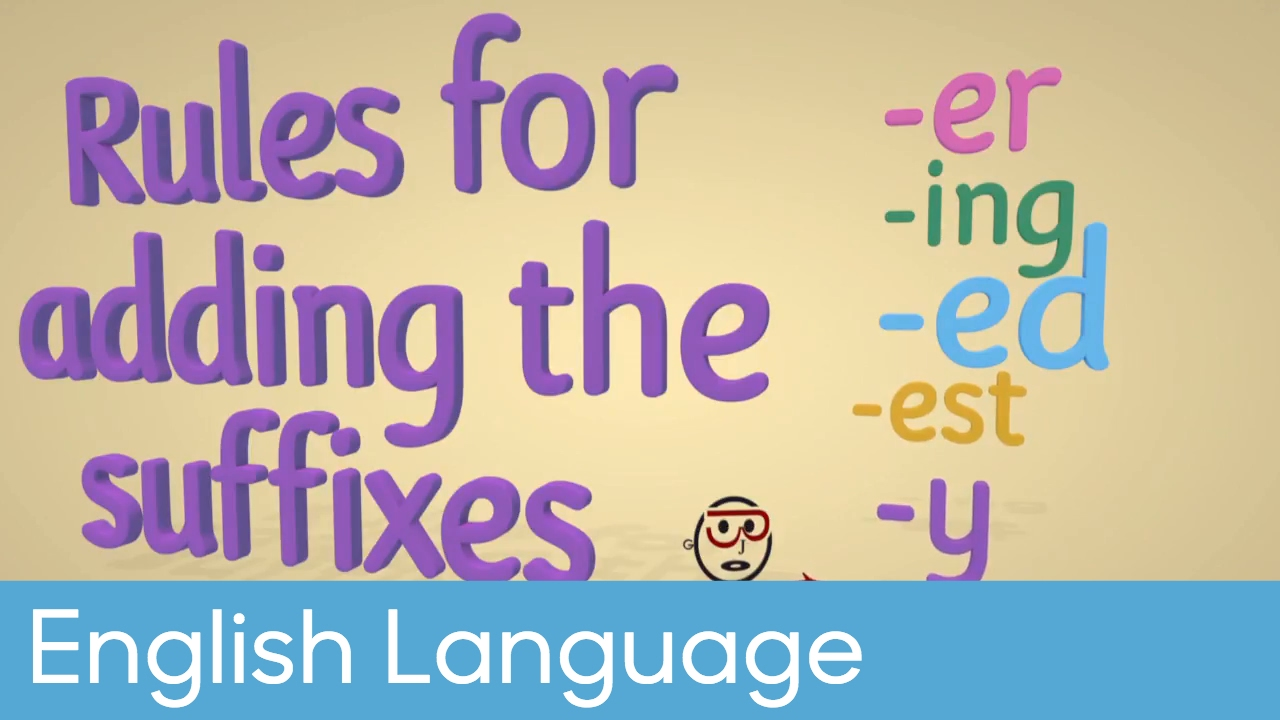 Rules for
adding the
suffixes
-er
-ing
-ed
-est
-y
G J
English Language